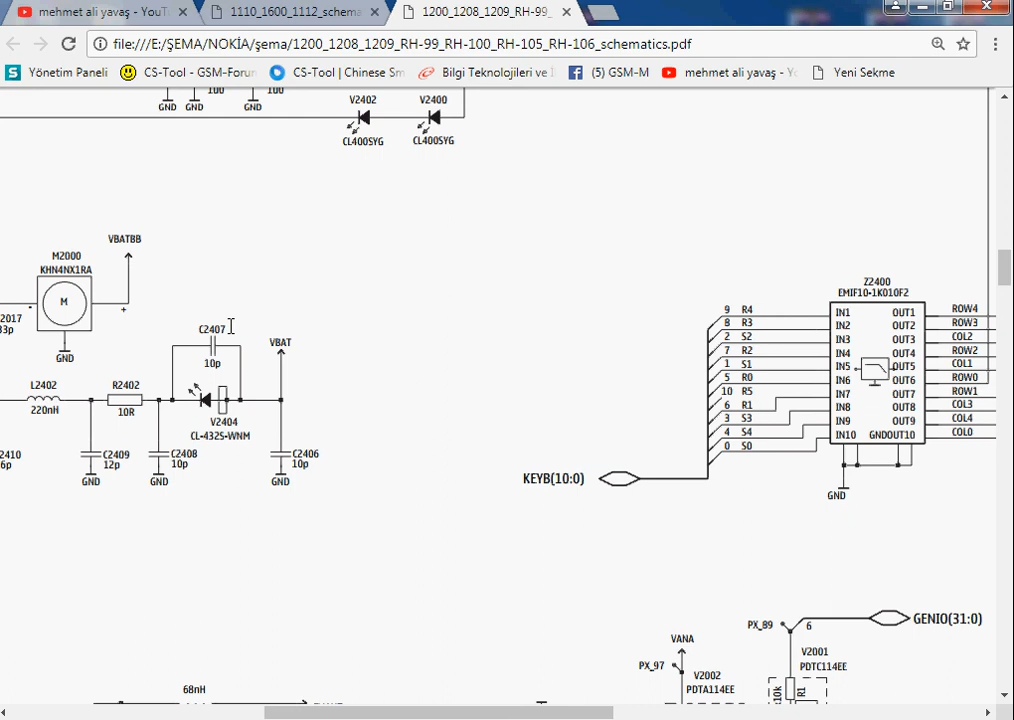 mehmet ali yavaş - YouT
1110_1600_1112_schema
1200_1208_1209_RH-99_
file:///E:/ŞEMA/NOKİA/şema/1200_1208_1209_RH-99_RH-100_RH-105_RH-106_schematics.pdf
Yönetim Paneli
CS-Tool - GSM-Forum
CS-Tool | Chinese Sm
Bilgi Teknolojileri ve İ
(5) GSM-M
mehmet ali yavaş - Yo
Yeni Sekme
100
100
GND
GND
GND
V2402
V2400
CL400SYG
CL400SYG
VBATBB
M2000
KHN4NX1RA
M
-
+
2017
33p
GND
C2407
10p
VBAT
L2402
220nH
R2402
10R
V2404
CL-432S-WNM
2410
6p
C2409
12p
C2408
10p
C2406
10p
GND
GND
GND
Z2400
EMIF10-1K010F2
9 R4 IN1 OUT1 ROW4
8 R3 IN2 OUT2 ROW3
2 S2 IN3 OUT3 COL2
7 R2 IN4 OUT4 ROW2
1 S1 IN5 OUT5 COL1
5 R0 IN6 OUT6 ROW0
10 R5 IN7 OUT7 ROW1
6 R1 IN8 OUT8 COL3
3 S3 IN9 OUT9 COL4
4 S4 IN10 GND OUT10 COL0
0 S0
KEYB(10:0)
GND
PX_89
6
GENIO(31:0)
VANA
V2001
PDTC114EE
PX_97
V2002
PDTA114EE
10k
R1
68nH